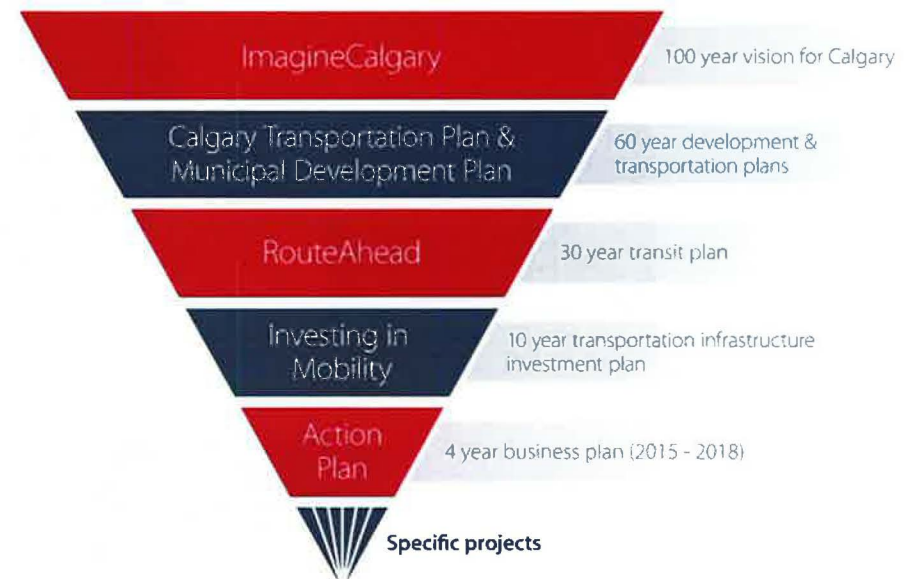 ImagineCalgary
100 year vision for Calgary
Calgary Transportation Plan &
Municipal Development Plan
60 year development &
transportation plans
RouteAhead
30 year transit plan
Investing in
Mobility
10 year transportation infrastructure
investment plan
Action
Plan
4 year business plan (2015 - 2018)
Specific projects